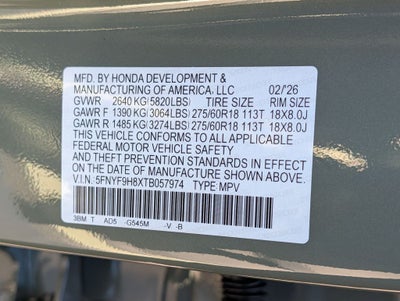 MFD. BY HONDA DEVELOPMENT &
MANUFACTURING OF AMERICA, LLC 02/'26
GVWR 2640 KG(5820LBS) TIRE SIZE RIM SIZE
GAWR F 1390 KG(3064LBS) 275/60R18 113T 18X8.0J
GAWR R 1485 KG(3274LBS) 275/60R18 113T 18X8.0J
THIS VEHICLE CONFORMS TO ALL APPLICABLE
FEDERAL MOTOR VEHICLE SAFETY
AND THEFT PREVENTION STANDARDS IN EFFECT
ON THE DATE OF MANUFACTURE SHOWN ABOVE.
V.I.N. 5FNYF9H8XTB057974 TYPE: MPV
3BM. T AD5 -G545M -V -B